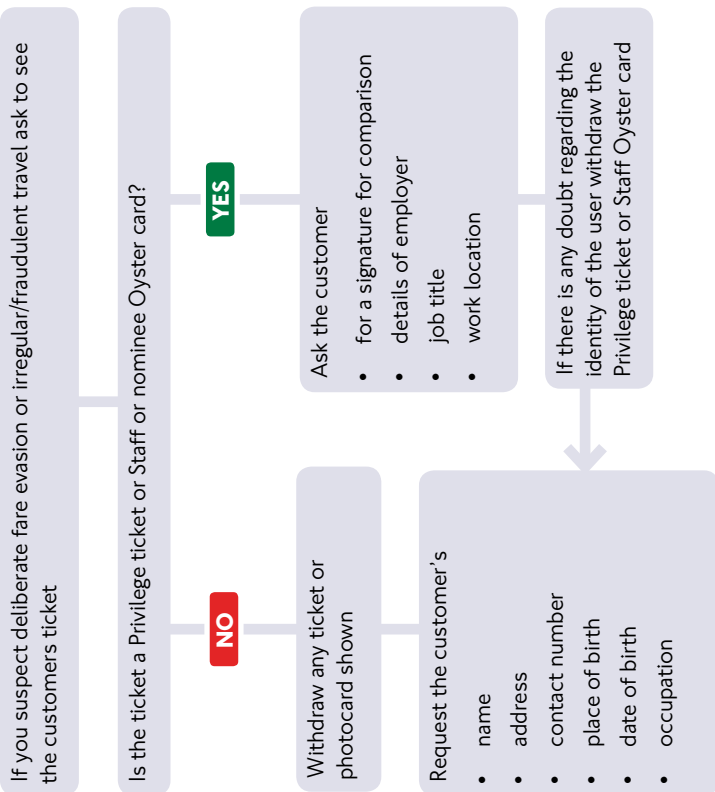 If you suspect deliberate fare evasion or irregular/fraudulent travel ask to see
the customers ticket
Is the ticket a Privilege ticket or Staff or nominee Oyster card?
NO
YES
Withdraw any ticket or
photocard shown
Request the customer’s
• name
• address
• contact number
• place of birth
• date of birth
• occupation
Ask the customer
• for a signature for comparison
• details of employer
• job title
• work location
If there is any doubt regarding the
identity of the user withdraw the
Privilege ticket or Staff Oyster card